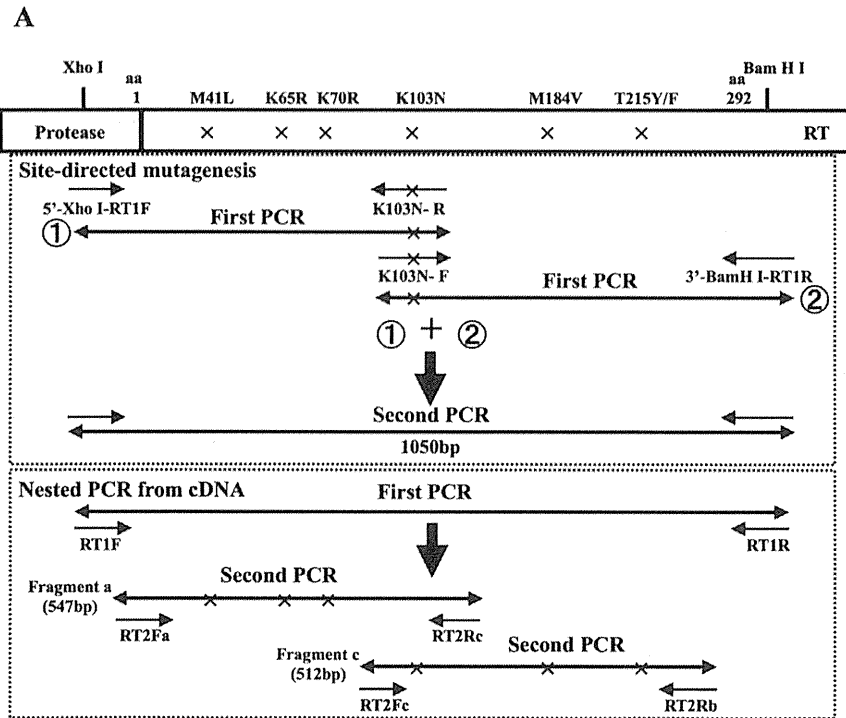 A
Xho I
Bam H I
aa
1
M41L K65R K70R K103N M184V T215Y/F
aa
292
Protease × × × × × × RT
Site-directed mutagenesis
5’-Xho I-RT1F
K103N- R
① First PCR
K103N- F
3’-BamH I-RT1R
First PCR ②
① + ②
Second PCR
1050bp
Nested PCR from cDNA
First PCR
RT1F
RT1R
Second PCR
Fragment a
(547bp)
RT2Fa
RT2Rc
Second PCR
Fragment c
(512bp)
RT2Fc
RT2Rb